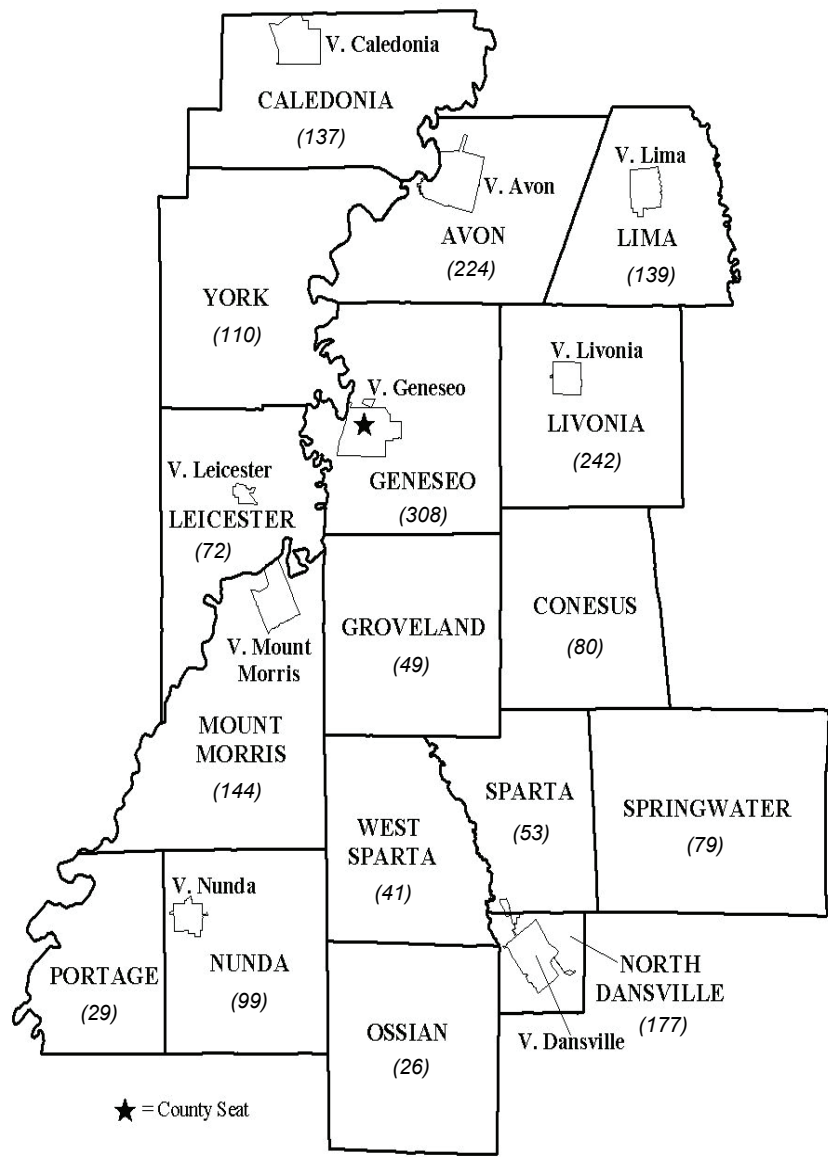 V. Caledonia
CALEDONIA
(137)
V. Lima
V. Avon
AVON
(224)
LIMA
(139)
YORK
(110)
V. Livonia
V. Geneseo
LIVONIA
(242)
V. Leicester
GENESEO
(308)
LEICESTER
(72)
CONESUS
(80)
GROVELAND
(49)
V. Mount
Morris
MOUNT
MORRIS
(144)
SPARTA
(53)
SPRINGWATER
(79)
WEST
SPARTA
(41)
V. Nunda
NUNDA
(99)
PORTAGE
(29)
NORTH
DANSVILLE
(177)
V. Dansville
OSSIAN
(26)
= County Seat